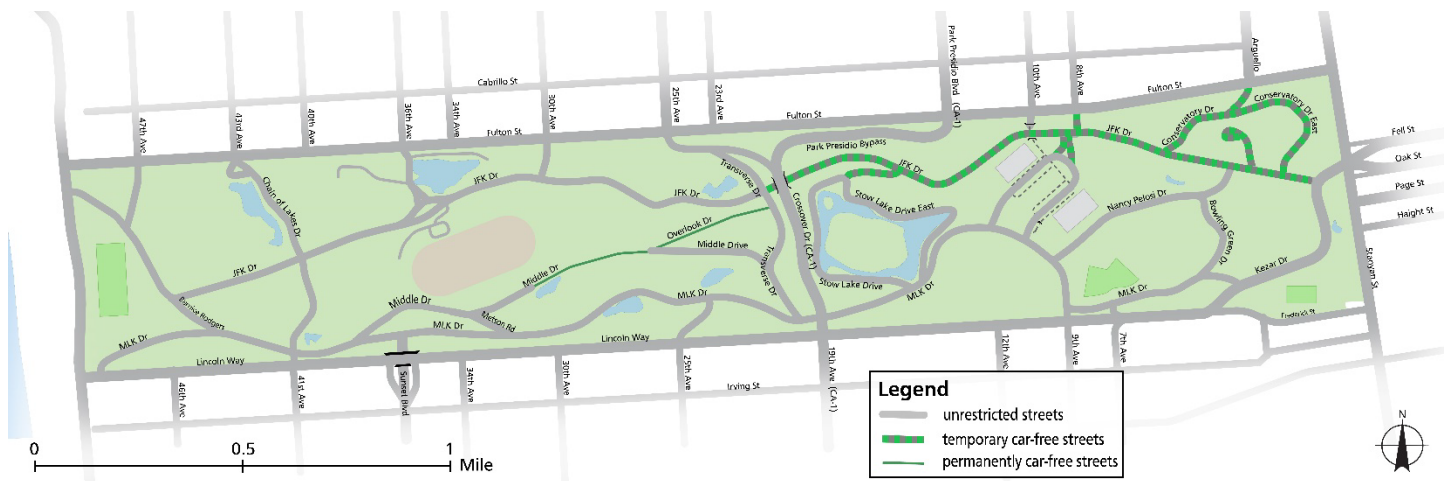 Cabrillo St
47th Ave
43rd Ave
40th Ave
36th Ave
34th Ave
30th Ave
25th Ave
23rd Ave
Park Presidio Blvd (CA-1)
10th Ave
8th Ave
Arguello
Fulton St
Fulton St
Fulton St
Park Presidio Bypass
Conservatory Dr
Conservatory Dr East
JFK Dr
Fell St
Oak St
Page St
Haight St
Stanyan St
Chain of Lakes Dr
JFK Dr
JFK Dr
JFK Dr
JFK Dr
Transverse Dr
Crossover Dr (CA-1)
Stow Lake Drive East
Nancy Pelosi Dr
Bowling Green Dr
Overlook Dr
Middle Drive
Transverse Dr
Stow Lake Drive
MLK Dr
Kezar Dr
Middle Dr
Middle Dr
Metson Rd
MLK Dr
MLK Dr
MLK Dr
Bernice Rodgers
MLK Dr
Frederick St
Lincoln Way
Lincoln Way
46th Ave
41st Ave
Sunset Blvd
34th Ave
30th Ave
25th Ave
Irving St
19th Ave (CA-1)
12th Ave
9th Ave
7th Ave
Legend
unrestricted streets
temporary car-free streets
permanently car-free streets
0
0.5
1
Mile
N